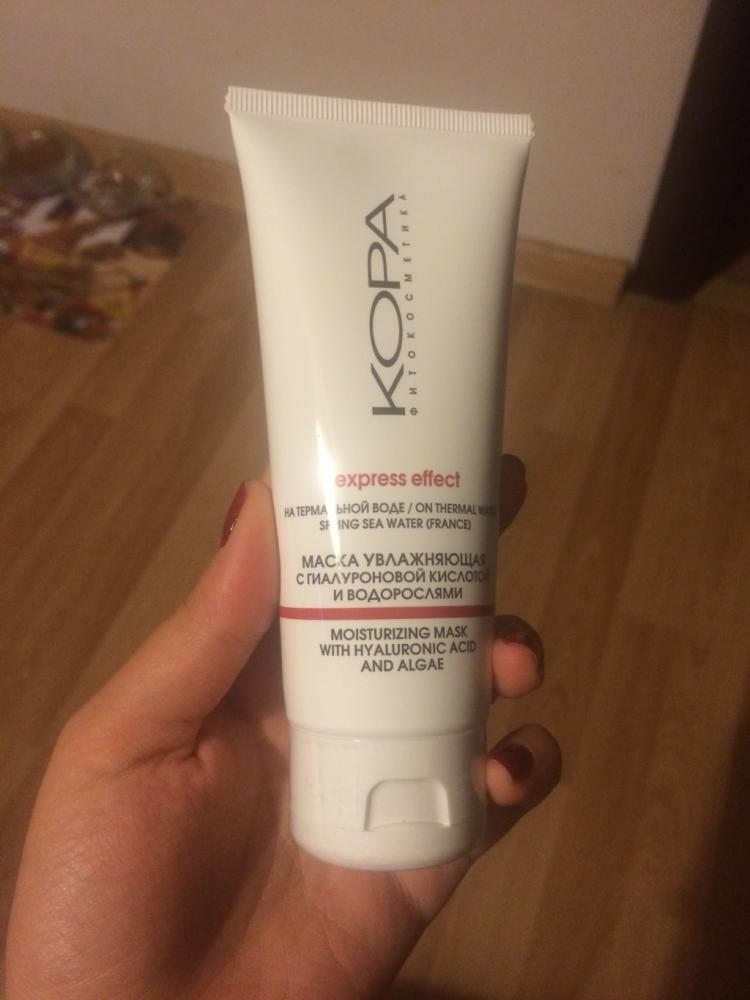 КОРА
ФИТОКОСМЕТИКА
express effect
НА ТЕРМАЛЬНОЙ ВОДЕ / ON THERMAL
SPRING SEA WATER (FRANCE)
МАСКА УВЛАЖНЯЮЩАЯ
С ГИАЛУРОНОВОЙ КИСЛОТОЙ
И ВОДОРОСЛЯМИ
MOISTURIZING MASK
WITH HYALURONIC ACID
AND ALGAE